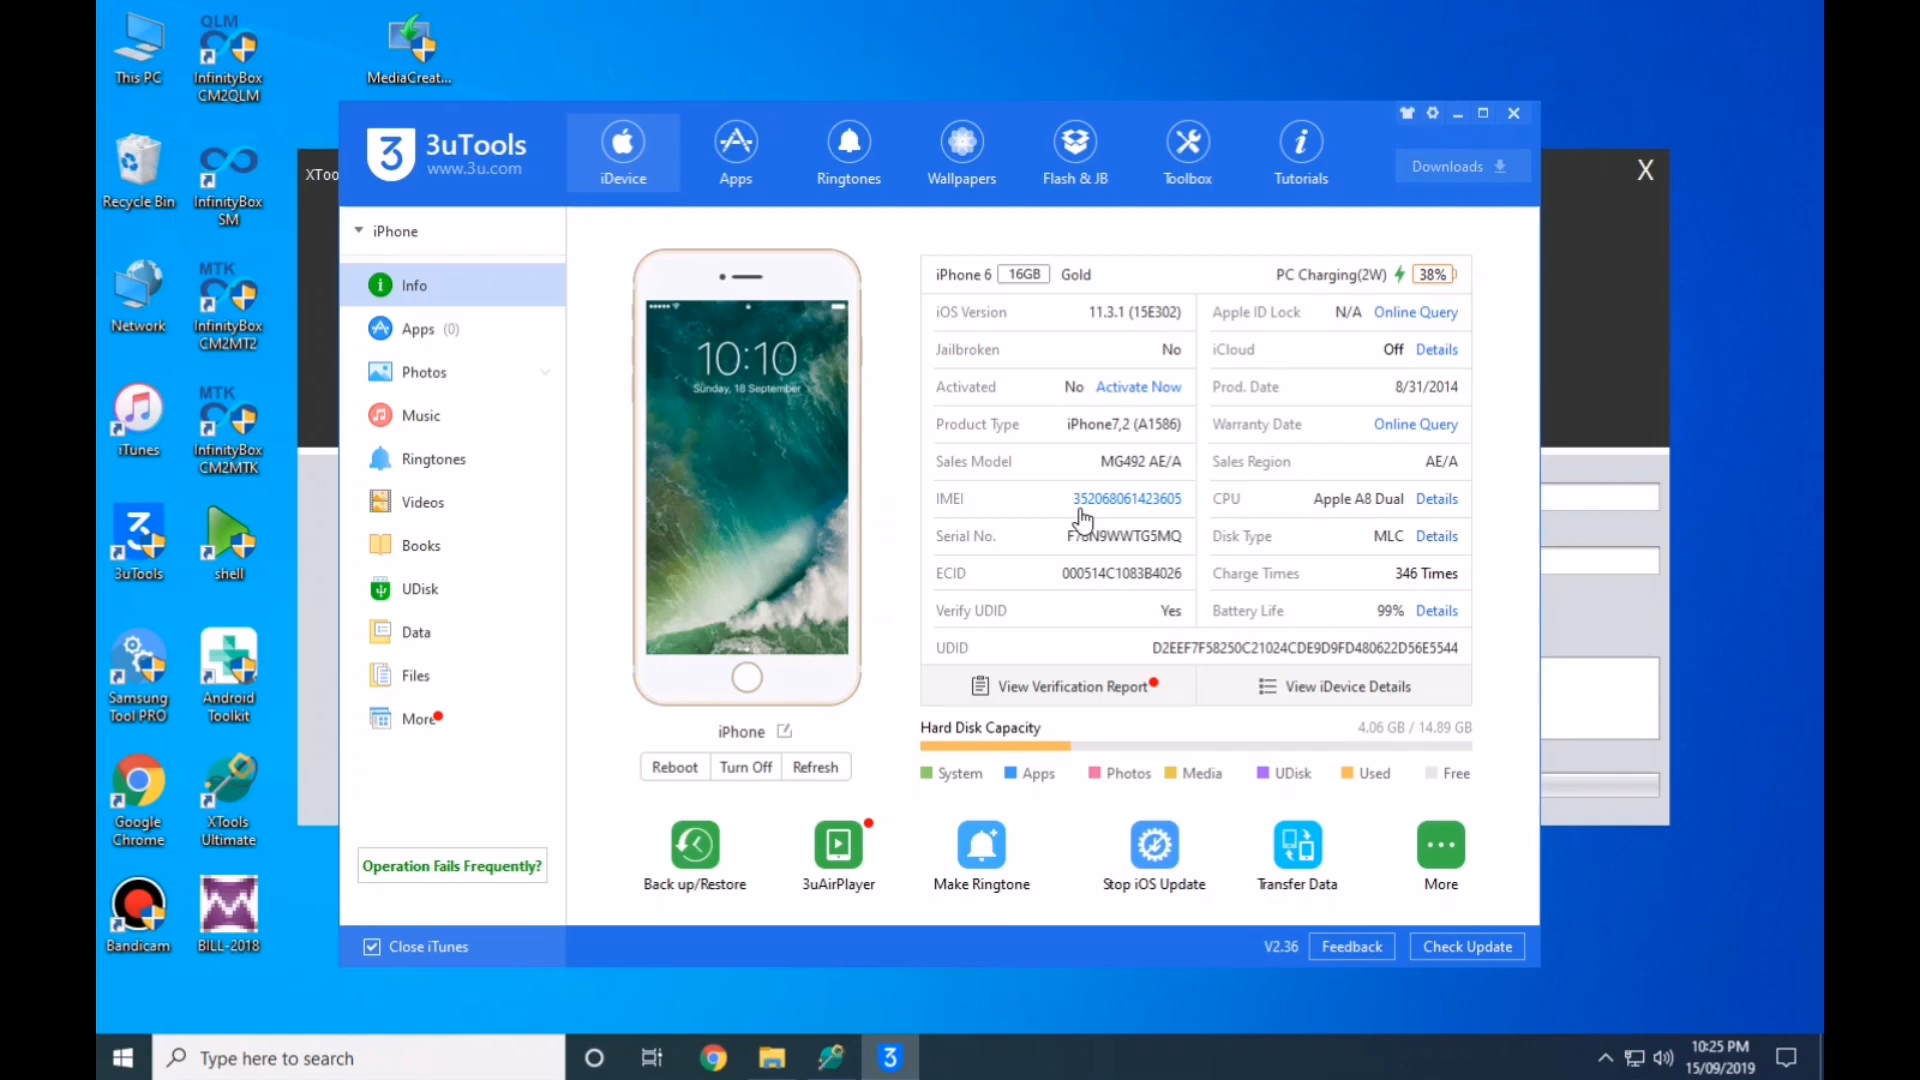 This PC
QLM
InfinityBox
CM2QLM
MediaCreat...
Recycle Bin
InfinityBox
SM
Network
MTK
InfinityBox
CM2MT2
iTunes
MTK
InfinityBox
CM2MTK
3uTools
shell
Samsung
Tool PRO
Android
Toolkit
Google
Chrome
XTools
Ultimate
Bandicam
BILL-2018
XToo
X
3uTools
www.3u.com
iDevice
Apps
Ringtones
Wallpapers
Flash & JB
Toolbox
Tutorials
Downloads
iPhone
Info
Apps (0)
Photos
Music
Ringtones
Videos
Books
UDisk
Data
Files
More
Operation Fails Frequently?
10:10
Sunday, 18 September
iPhone
Reboot
Turn Off
Refresh
iPhone 6 16GB Gold
PC Charging(2W) 38%
iOS Version 11.3.1 (15E302)
Apple ID Lock N/A Online Query
Jailbroken No
iCloud Off Details
Activated No Activate Now
Prod. Date 8/31/2014
Product Type iPhone7,2 (A1586)
Warranty Date Online Query
Sales Model MG492 AE/A
Sales Region AE/A
IMEI 352068061423605
CPU Apple A8 Dual Details
Serial No.
Disk Type MLC Details
ECID 000514C1083B4026
Charge Times 346 Times
Verify UDID Yes
Battery Life 99% Details
UDID D2EEF7F58250C21024CDE9D9FD480622D56E5544
View Verification Report
View iDevice Details
Hard Disk Capacity 4.06 GB / 14.89 GB
System Apps Photos Media UDisk Used Free
Back up/Restore
3uAirPlayer
Make Ringtone
Stop iOS Update
Transfer Data
More
Close iTunes
V2.36
Feedback
Check Update
Type here to search
10:25 PM
15/09/2019